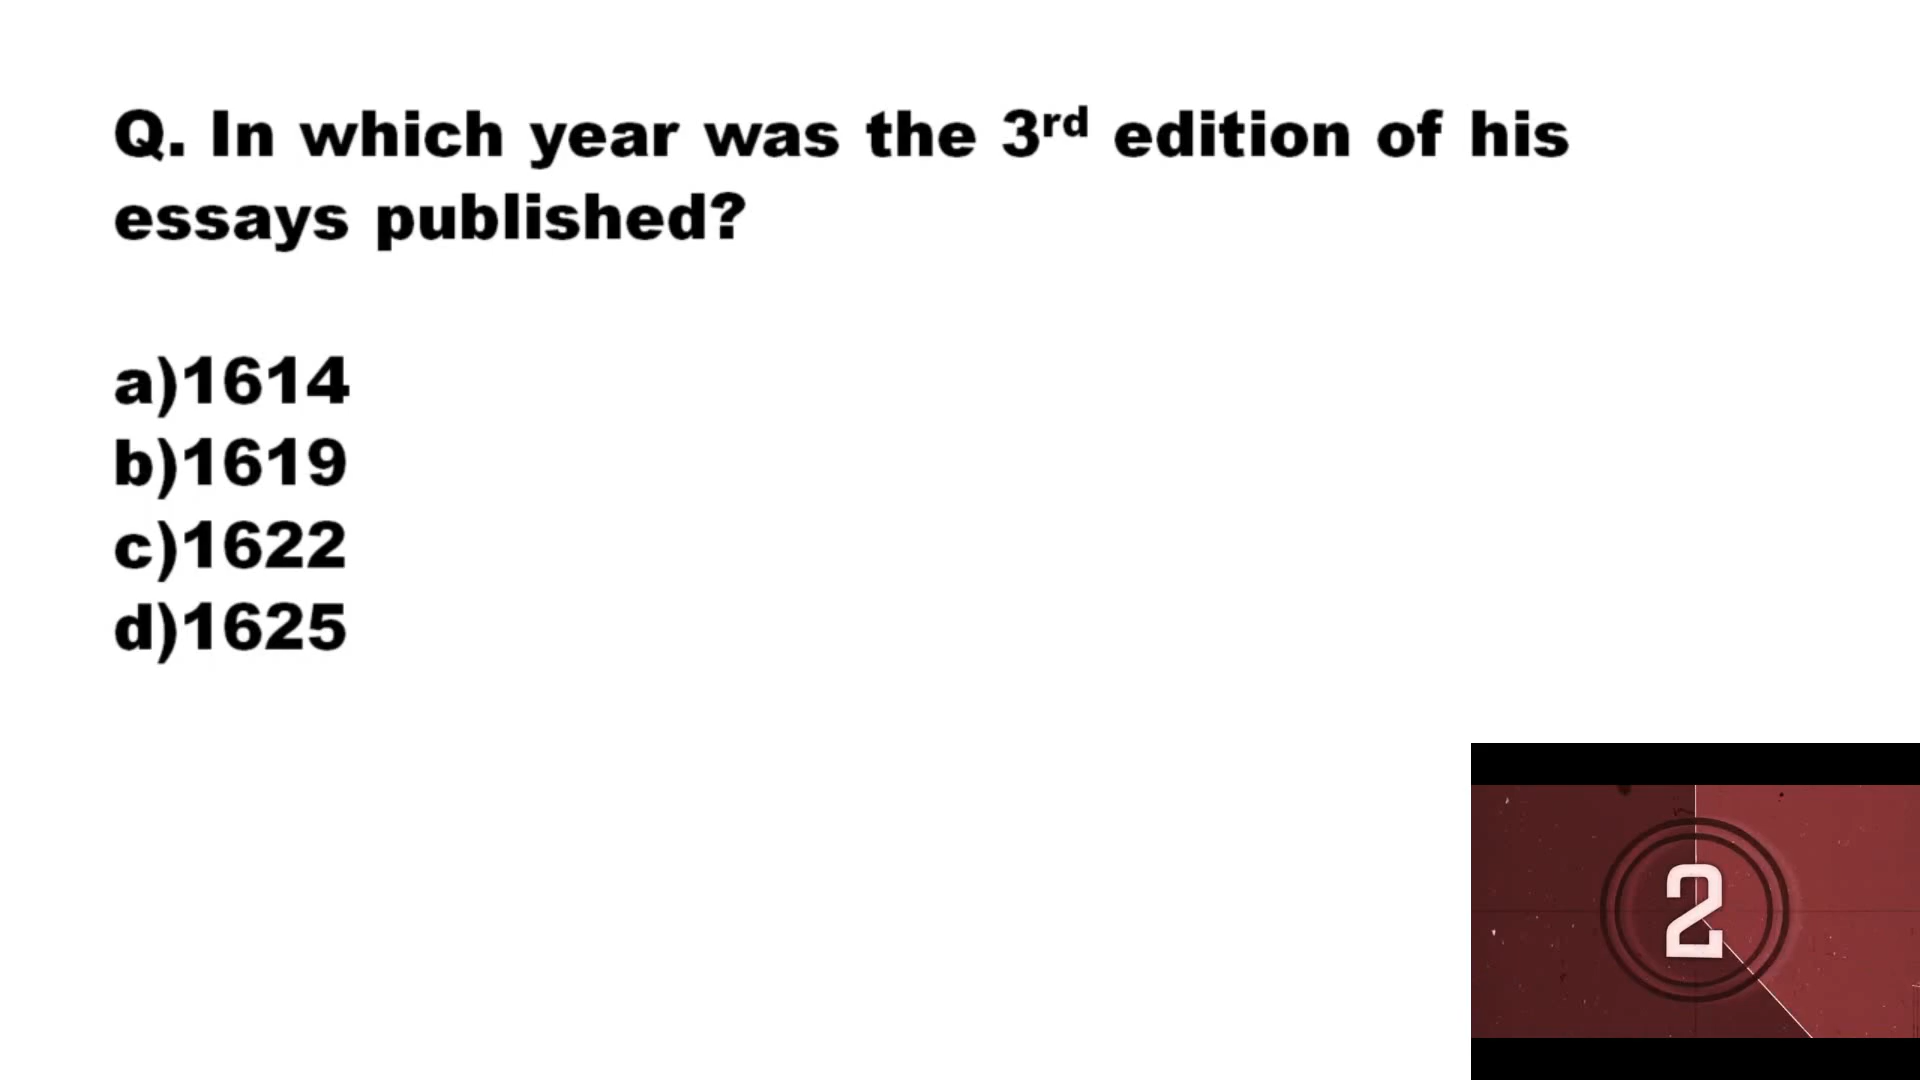 Q. In which year was the 3rd edition of his
essays published?
a)1614
b)1619
c)1622
d)1625
2